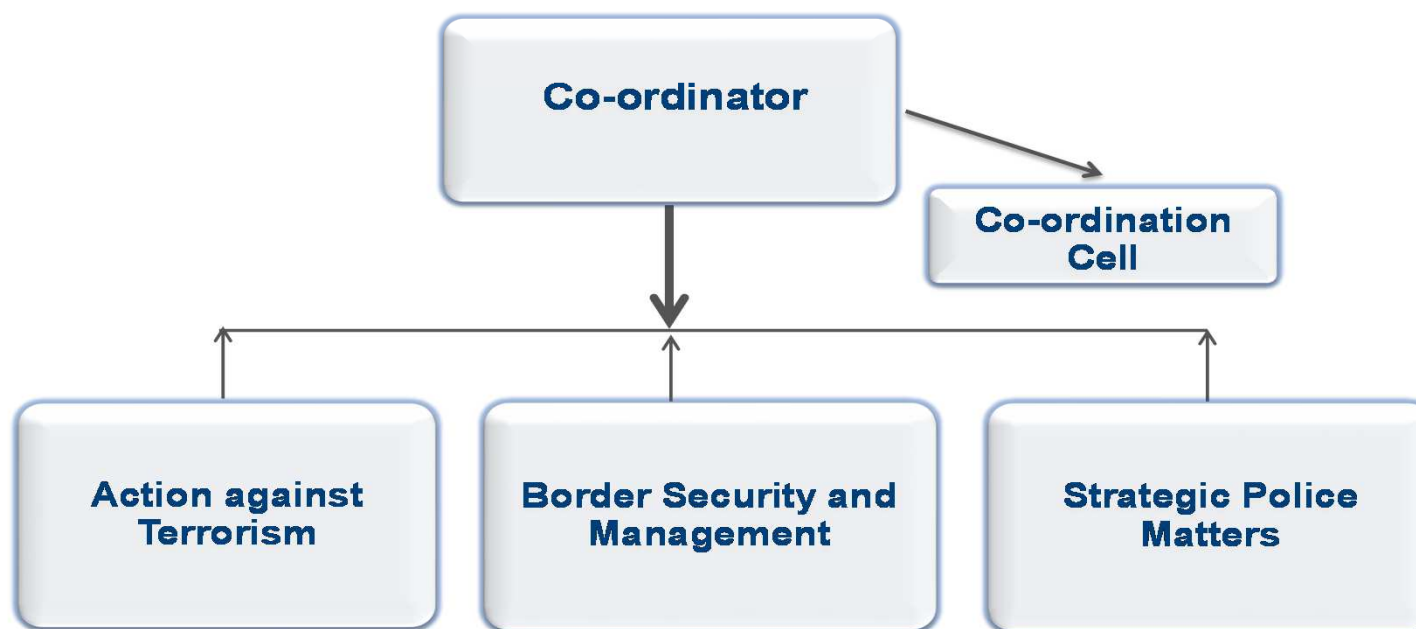 Co-ordinator
Co-ordination
Cell
Action against
Terrorism
Border Security and
Management
Strategic Police
Matters